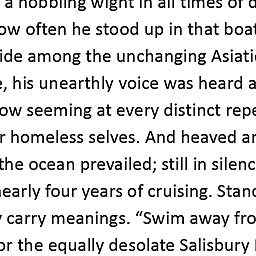 a hobbling wight in all times of d
ow often he stood up in that boat
ide among the unchanging Asiatic
, his unearthly voice was heard a
ow seeming at every distinct repe
r homeless selves. And heaved an
the ocean prevailed; still in silenc
nearly four years of cruising. Stand
y carry meanings. “Swim away fro
or the equally desolate Salisbury